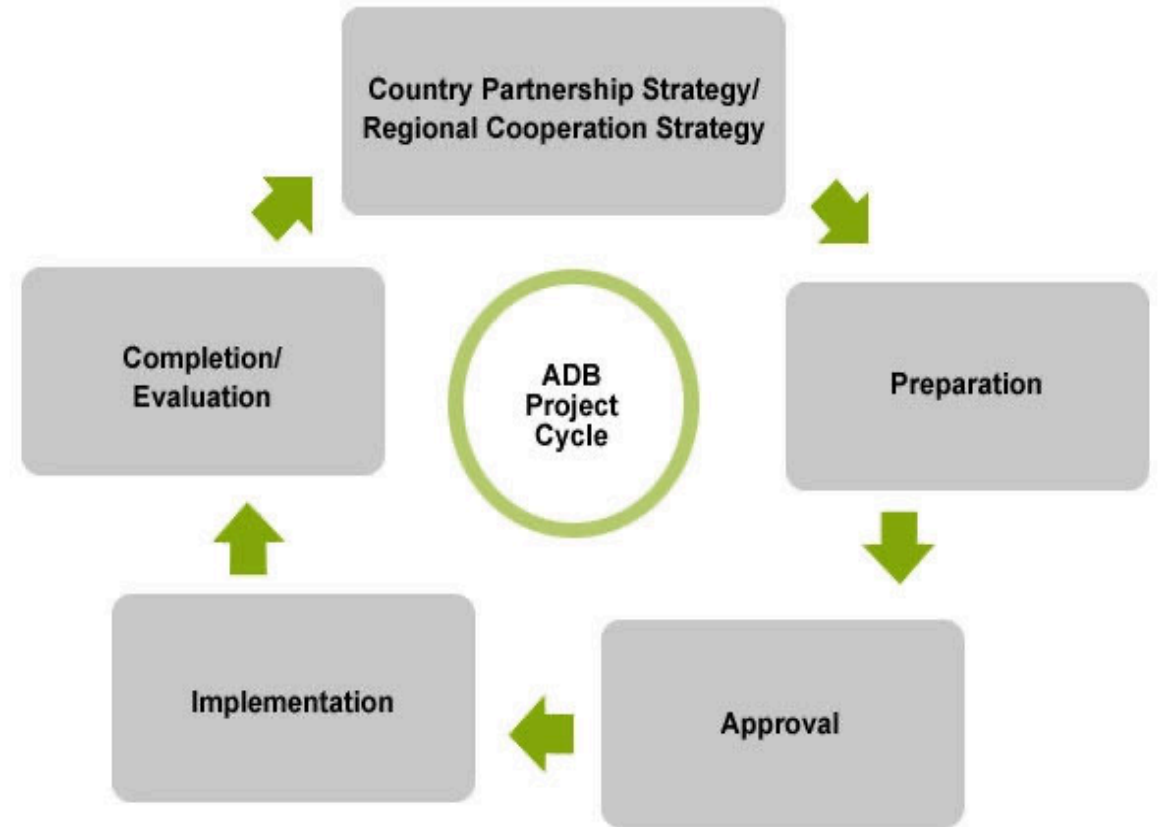 Country Partnership Strategy/
Regional Cooperation Strategy
Completion/
Evaluation
ADB
Project
Cycle
Preparation
Implementation
Approval